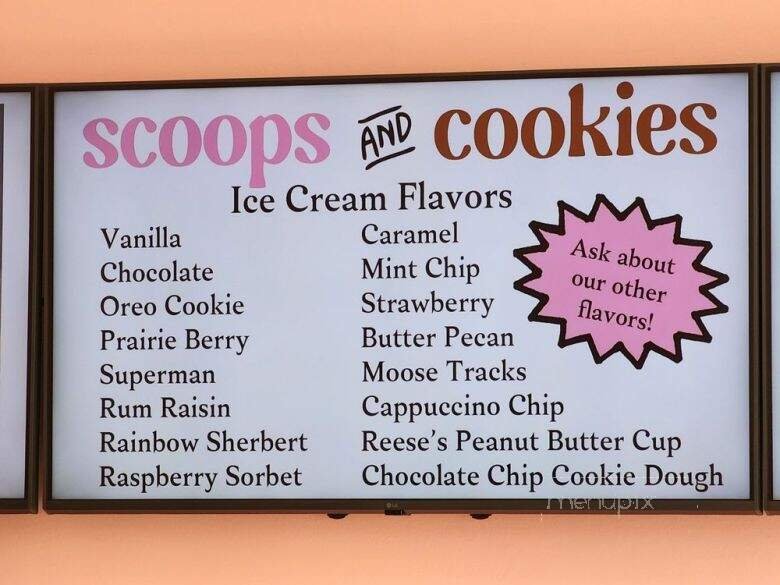 scoops AND cookies
Ice Cream Flavors
Vanilla
Chocolate
Oreo Cookie
Prairie Berry
Superman
Rum Raisin
Rainbow Sherbert
Raspberry Sorbet
Caramel
Mint Chip
Strawberry
Butter Pecan
Moose Tracks
Cappuccino Chip
Reese's Peanut Butter Cup
Chocolate Chip Cookie Dough
Ask about
our other
flavors!
LG
menupix